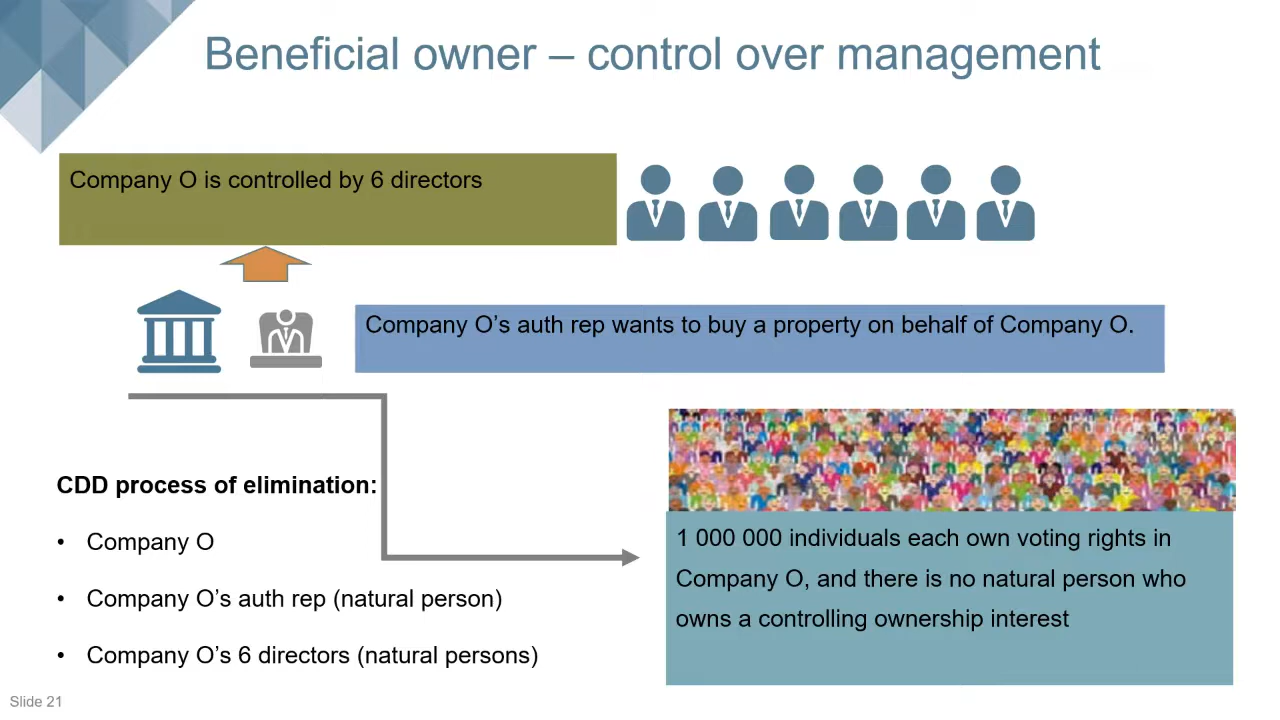 Beneficial owner – control over management
Company O is controlled by 6 directors
Company O’s auth rep wants to buy a property on behalf of Company O.
CDD process of elimination:
• Company O
• Company O’s auth rep (natural person)
• Company O’s 6 directors (natural persons)
1 000 000 individuals each own voting rights in
Company O, and there is no natural person who
owns a controlling ownership interest
Slide 21